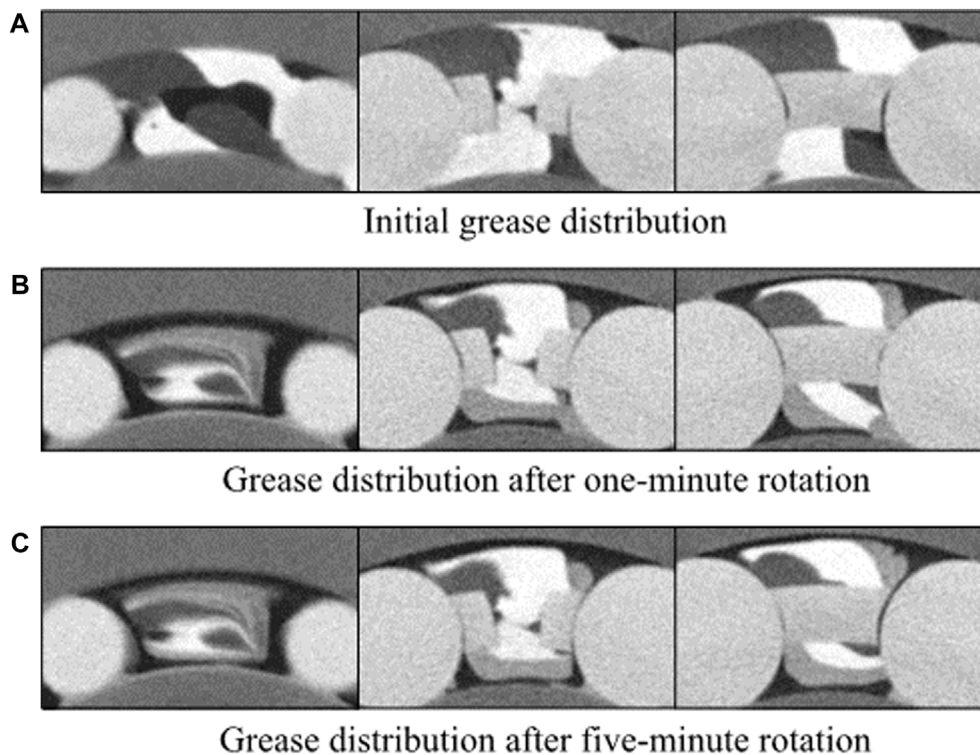 A
Initial grease distribution
B
Grease distribution after one-minute rotation
C
Grease distribution after five-minute rotation